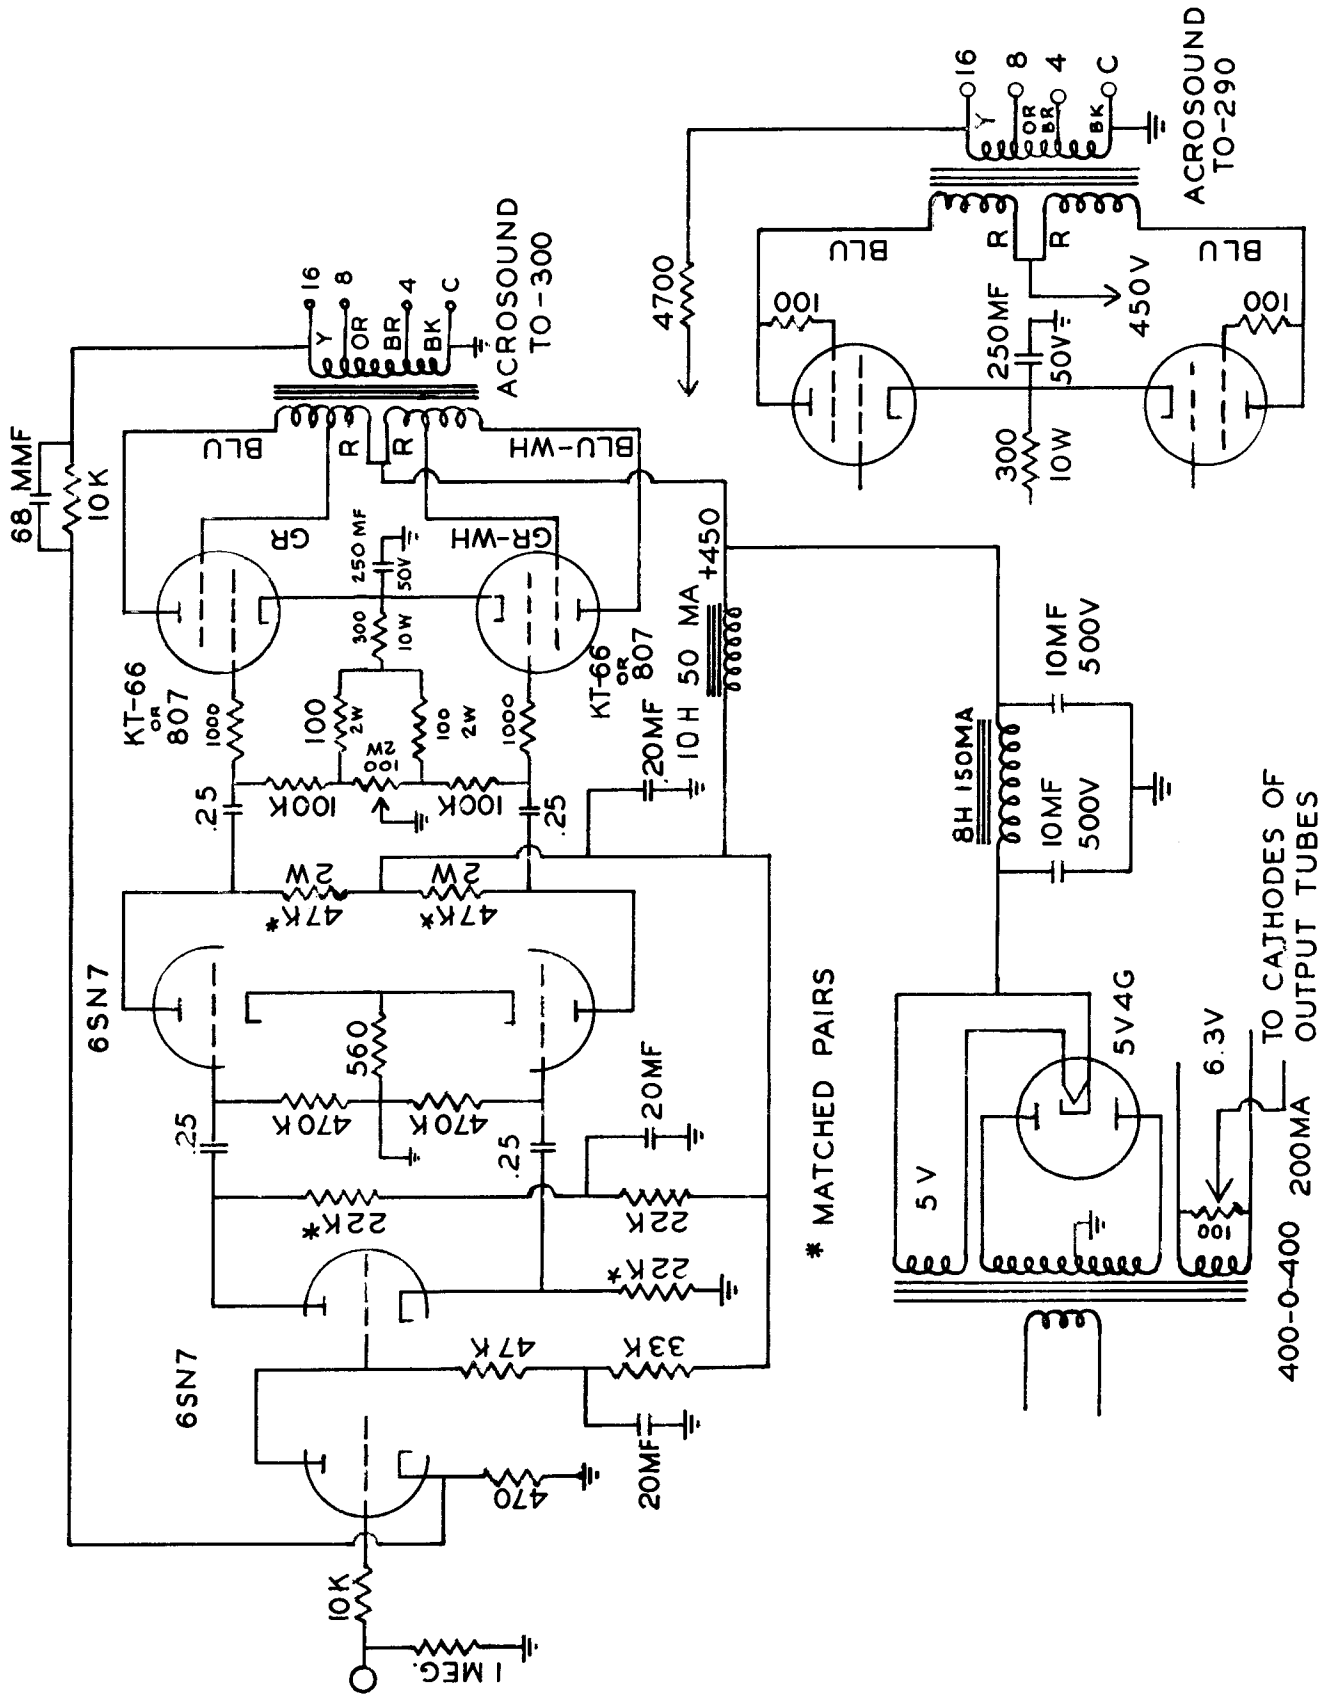 68 MMF
10K
16
8
4
C
Y
OR
BR
BK
ACROSOUND
TO-300
BLU
R
R
BLU-WH
GR
GR-WH
250 MF
50V
300
10W
KT-66
OR
807
1000
100
2W
100
2W
100
2W
1000
KT-66
OR
807
.25
100K
100K
.25
20MF
10H 50 MA
+450
47K*
2W
47K*
2W
6SN7
560
470K
470K
.25
.25
20MF
22K*
22K
22K*
6SN7
47K
33K
20MF
470
10K
1 MEG.
* MATCHED PAIRS
4700
16
8
4
C
Y
OR
BR
BK
ACROSOUND
TO-290
BLU
R
R
BLU
100
100
300
10W
250MF
50V
450V
8H 150MA
10MF
500V
10MF
500V
5V4G
5V
6.3V
100
TO CATHODES OF
OUTPUT TUBES
400-0-400 200MA